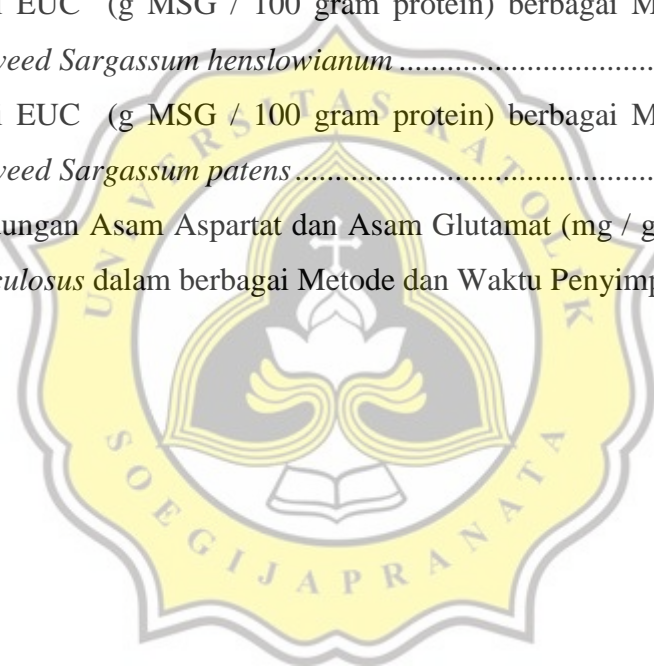 i EUC (g MSG / 100 gram protein) berbagai M
weed Sargassum henslowianum ...............................
i EUC (g MSG / 100 gram protein) berbagai M
weed Sargassum patens ...........................................
ungan Asam Aspartat dan Asam Glutamat (mg / g
culosus dalam berbagai Metode dan Waktu Penyimp
UNIVERSITAS KATOLIK
SOEGIJAPRANATA